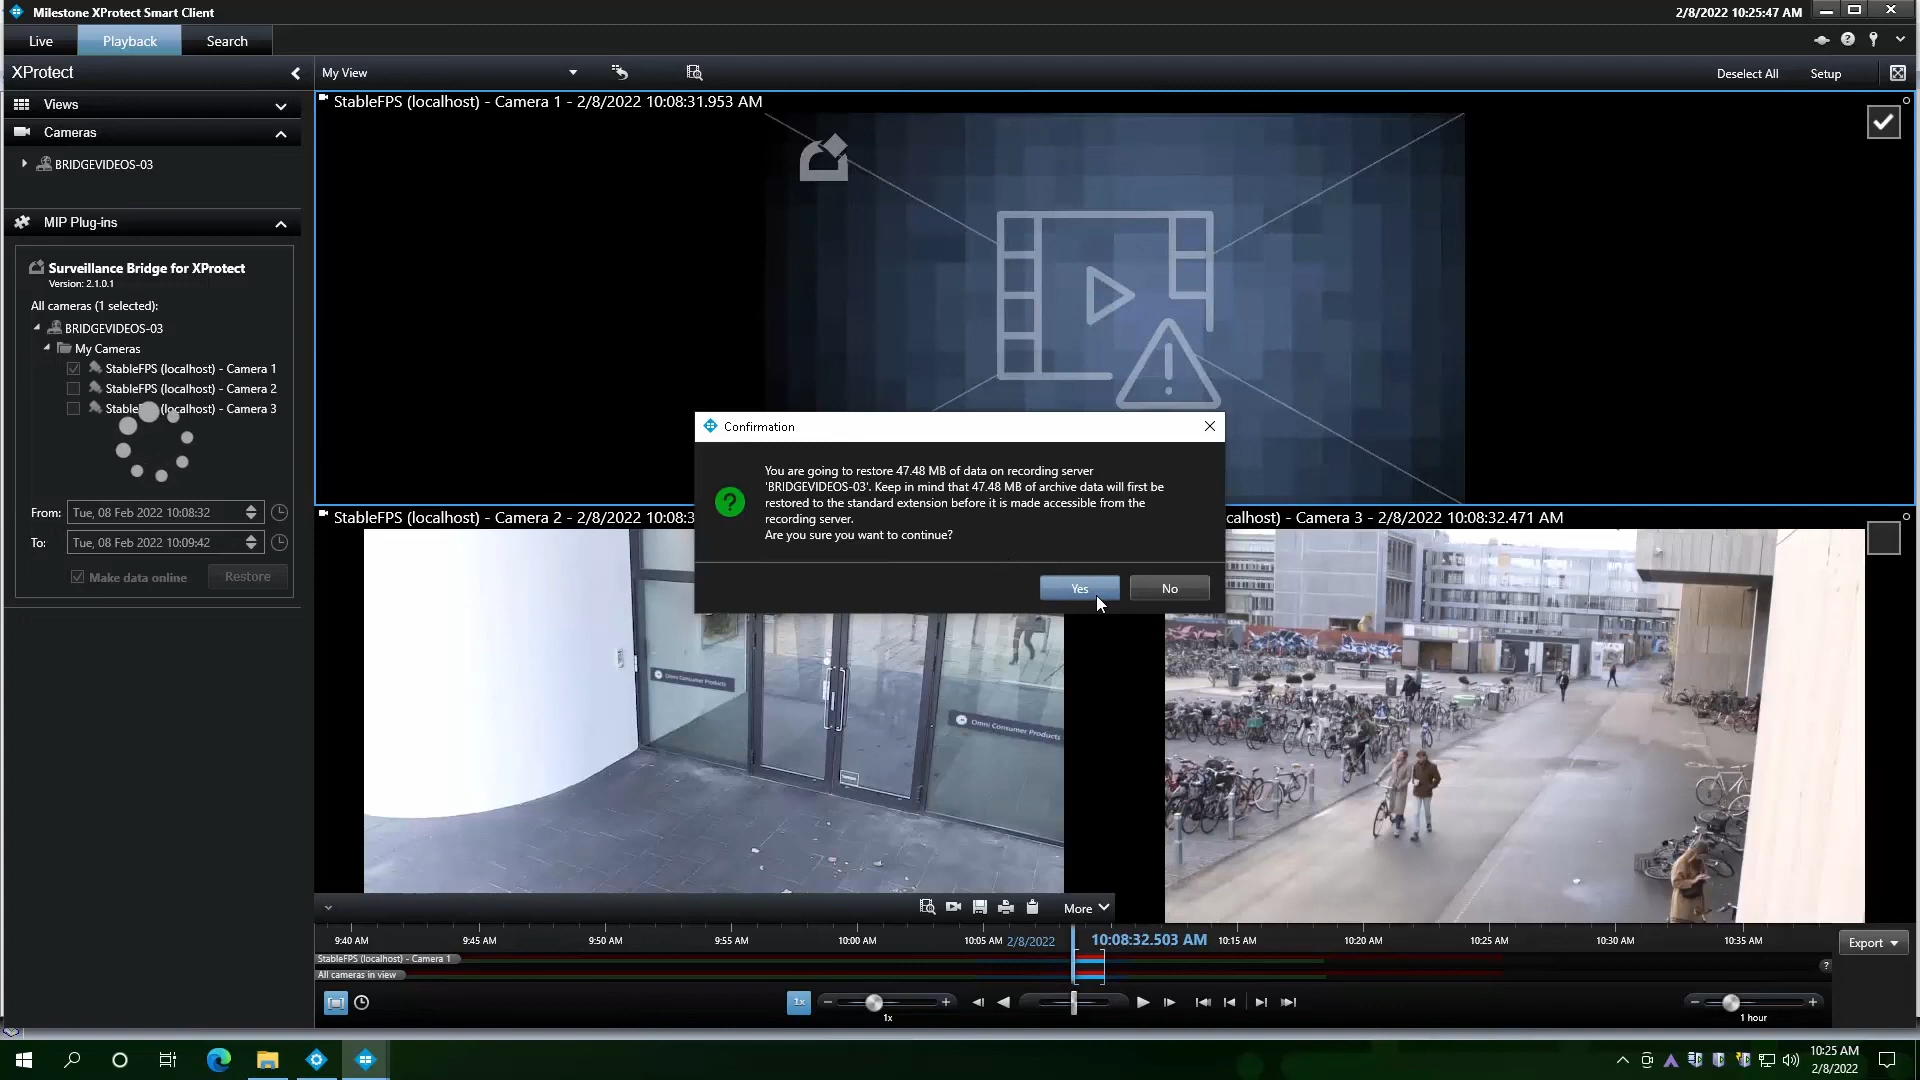 Milestone XProtect Smart Client
2/8/2022 10:25:47 AM
Live
Playback
Search
XProtect
My View
Deselect All
Setup
Views
Cameras
BRIDGEVIDEOS-03
MIP Plug-ins
Surveillance Bridge for XProtect
Version: 2.1.0.1
All cameras (1 selected):
BRIDGEVIDEOS-03
My Cameras
StableFPS (localhost) - Camera 1
StableFPS (localhost) - Camera 2
(localhost) - Camera 3
From: Tue, 08 Feb 2022 10:08:32
To: Tue, 08 Feb 2022 10:09:42
Make data online
Restore
StableFPS (localhost) - Camera 1 - 2/8/2022 10:08:31.953 AM
Confirmation
You are going to restore 47.48 MB of data on recording server
'BRIDGEVIDEOS-03'. Keep in mind that 47.48 MB of archive data will first be
restored to the standard extension before it is made accessible from the
recording server.
Are you sure you want to continue?
Yes
No
StableFPS (localhost) - Camera 2 - 2/8/2022 10:08:3
calhost) - Camera 3 - 2/8/2022 10:08:32.471 AM
Omni Consumer Products
Omni Consumer Products
More
9:40 AM
9:45 AM
9:50 AM
9:55 AM
10:00 AM
10:05 AM
2/8/2022
10:08:32.503 AM
10:15 AM
10:20 AM
10:25 AM
10:30 AM
10:35 AM
Export
StableFPS (localhost) - Camera 1
All cameras in view
1x
1x
1 hour
10:25 AM
2/8/2022